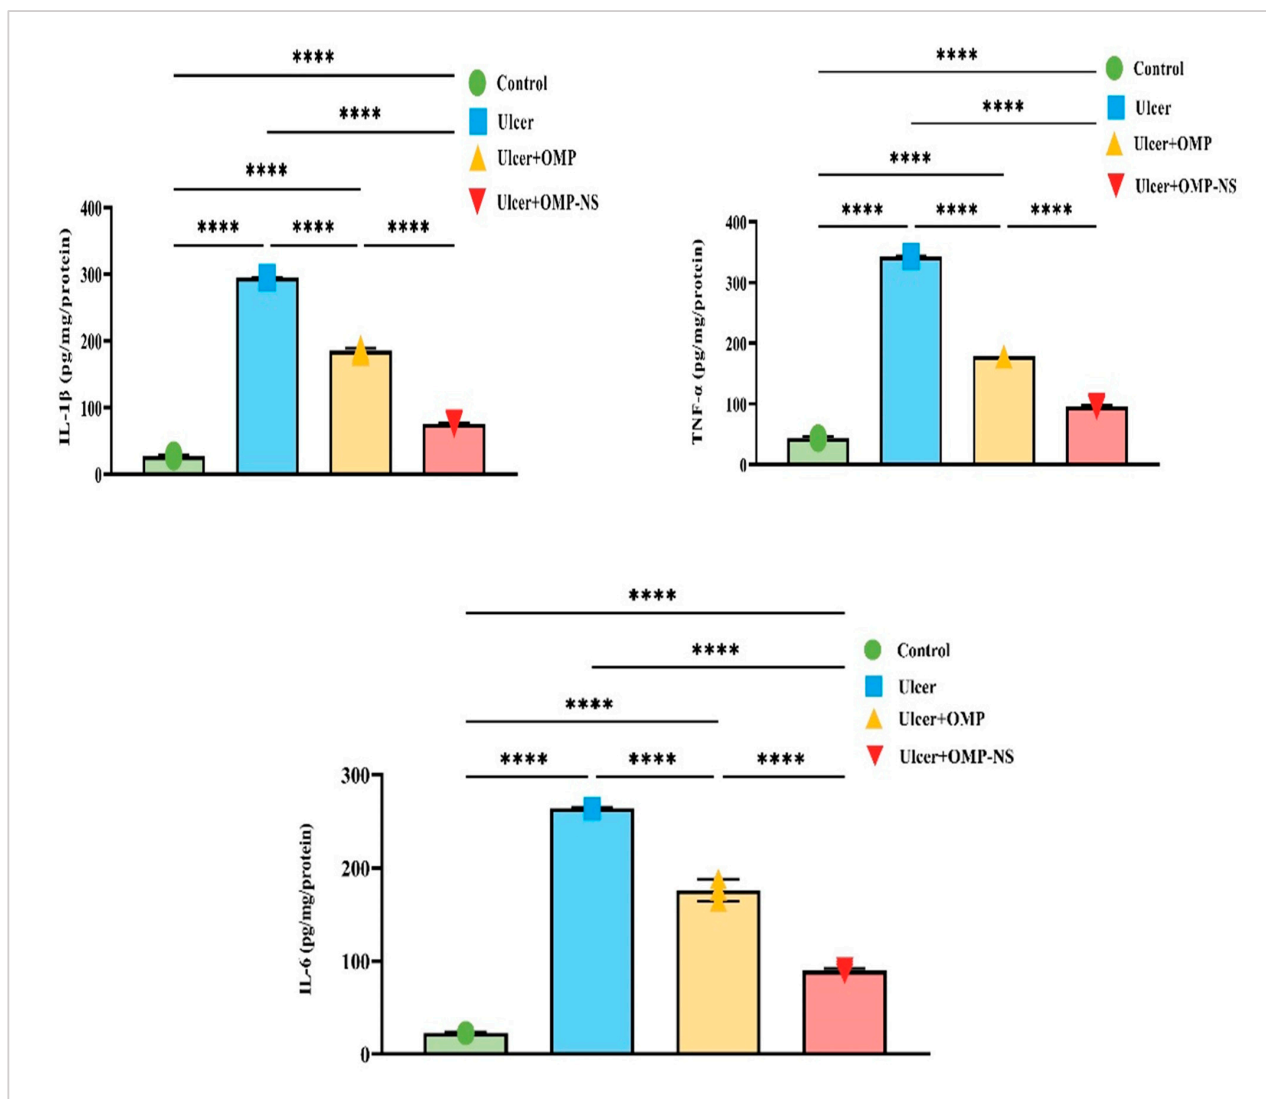 ****
****
****
**** **** ****
Control
Ulcer
Ulcer+OMP
Ulcer+OMP-NS
IL-1β (pg/mg/protein)
400
300
200
100
0
****
****
****
**** **** ****
Control
Ulcer
Ulcer+OMP
Ulcer+OMP-NS
TNF-α (pg/mg/protein)
400
300
200
100
0
****
****
****
**** **** ****
Control
Ulcer
Ulcer+OMP
Ulcer+OMP-NS
IL-6 (pg/mg/protein)
300
200
100
0